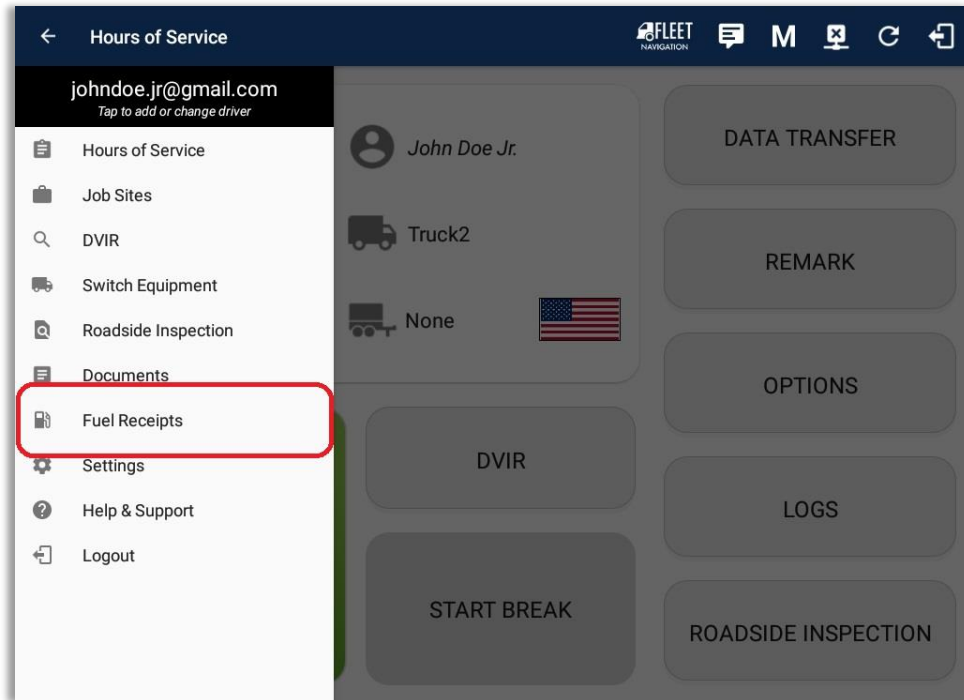 Hours of Service
FLEET
NAVIGATION
M
johndoe.jr@gmail.com
Tap to add or change driver
Hours of Service
Job Sites
DVIR
Switch Equipment
Roadside Inspection
Documents
Fuel Receipts
Settings
Help & Support
Logout
John Doe Jr.
Truck2
None
DVIR
START BREAK
DATA TRANSFER
REMARK
OPTIONS
LOGS
ROADSIDE INSPECTION